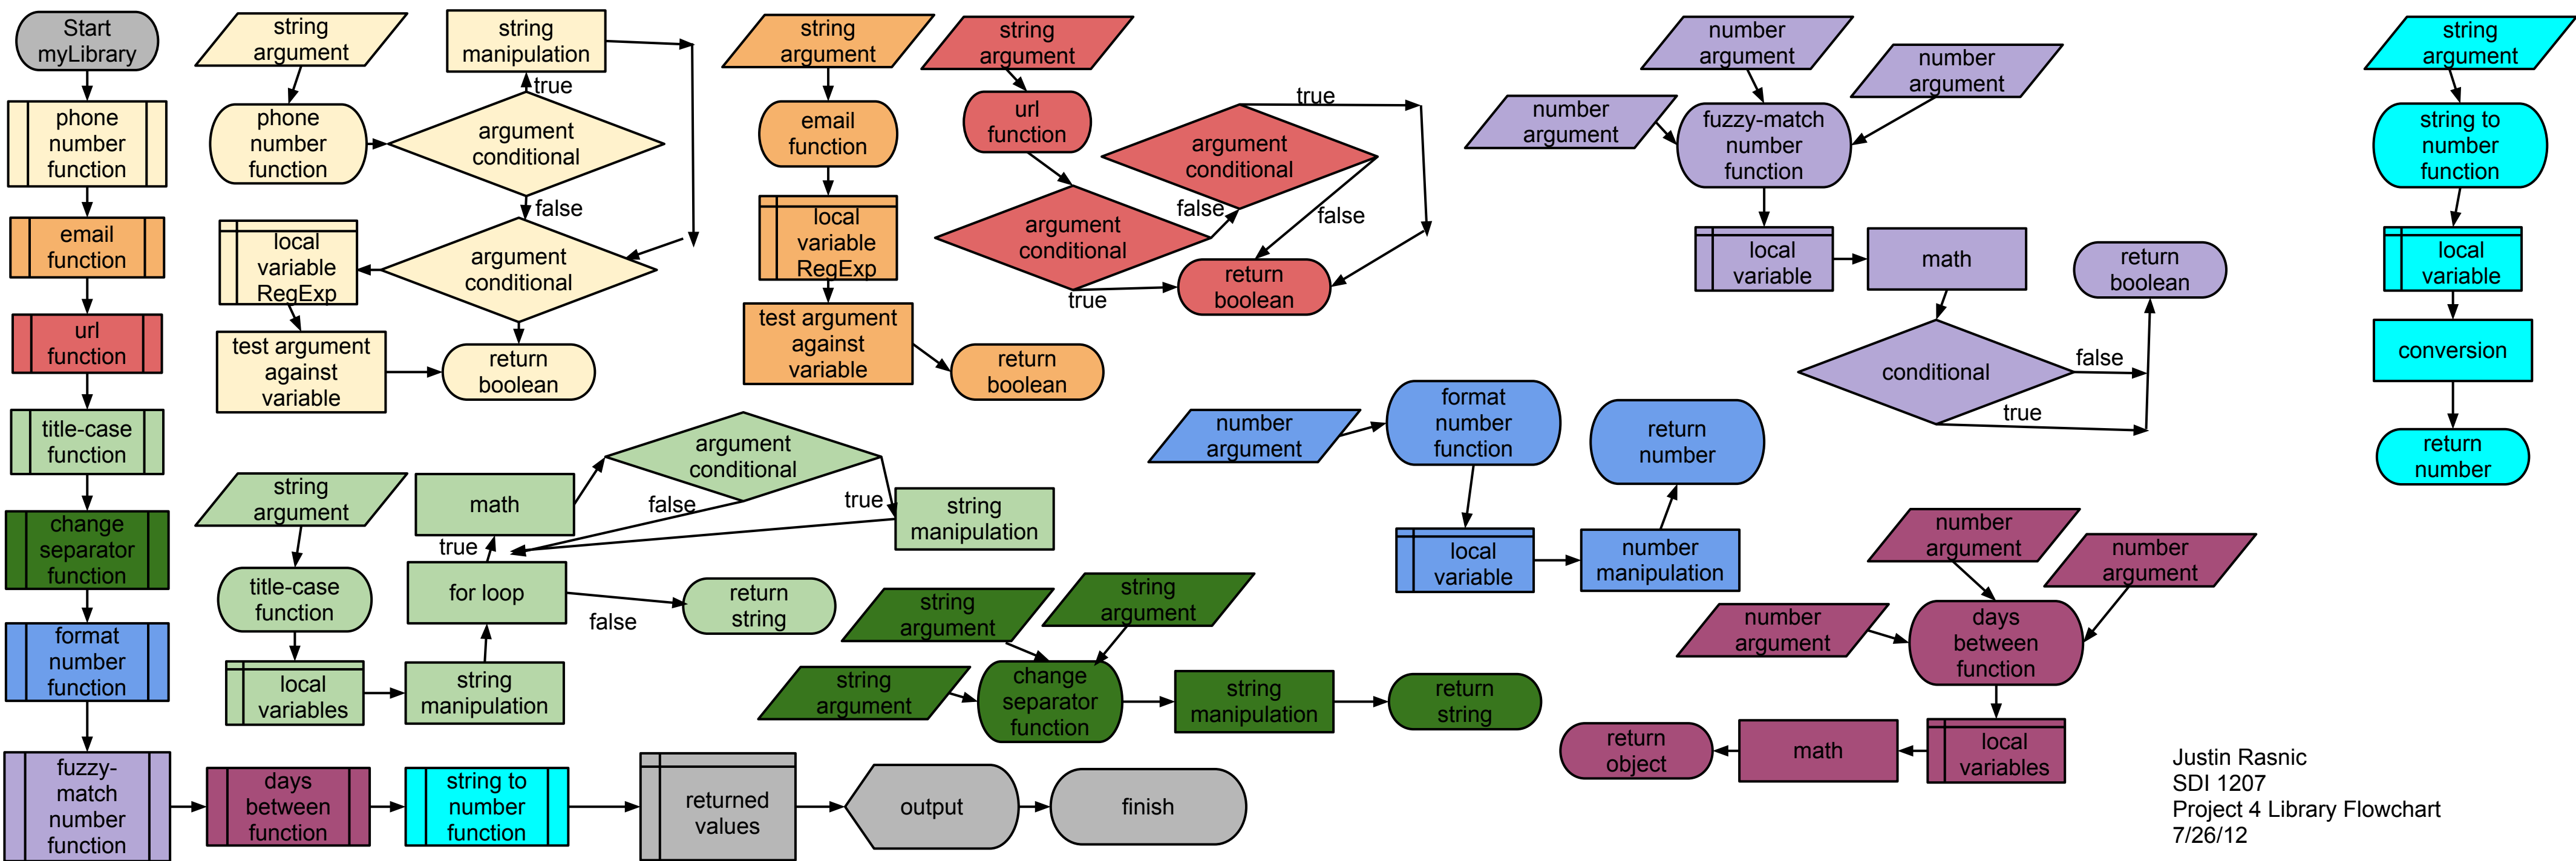 Start
myLibrary
phone
number
function
email
function
url
function
title-case
function
change
separator
function
format
number
function
fuzzy-
match
number
function
days
between
function
string to
number
function
returned
values
output
finish
string
argument
phone
number
function
string
manipulation
true
argument
conditional
false
argument
conditional
local
variable
RegExp
test argument
against
variable
return
boolean
string
argument
email
function
local
variable
RegExp
test argument
against
variable
return
boolean
string
argument
url
function
argument
conditional
false
true
argument
conditional
true
false
return
boolean
string
argument
title-case
function
local
variables
string
manipulation
for loop
true
math
argument
conditional
false
true
string
manipulation
false
return
string
string
argument
string
argument
string
argument
change
separator
function
string
manipulation
return
string
number
argument
format
number
function
local
variable
number
manipulation
return
number
number
argument
number
argument
number
argument
fuzzy-match
number
function
local
variable
math
conditional
false
true
return
boolean
number
argument
number
argument
number
argument
days
between
function
local
variables
math
return
object
string
argument
string to
number
function
local
variable
conversion
return
number
Justin Rasnic
SDI 1207
Project 4 Library Flowchart
7/26/12